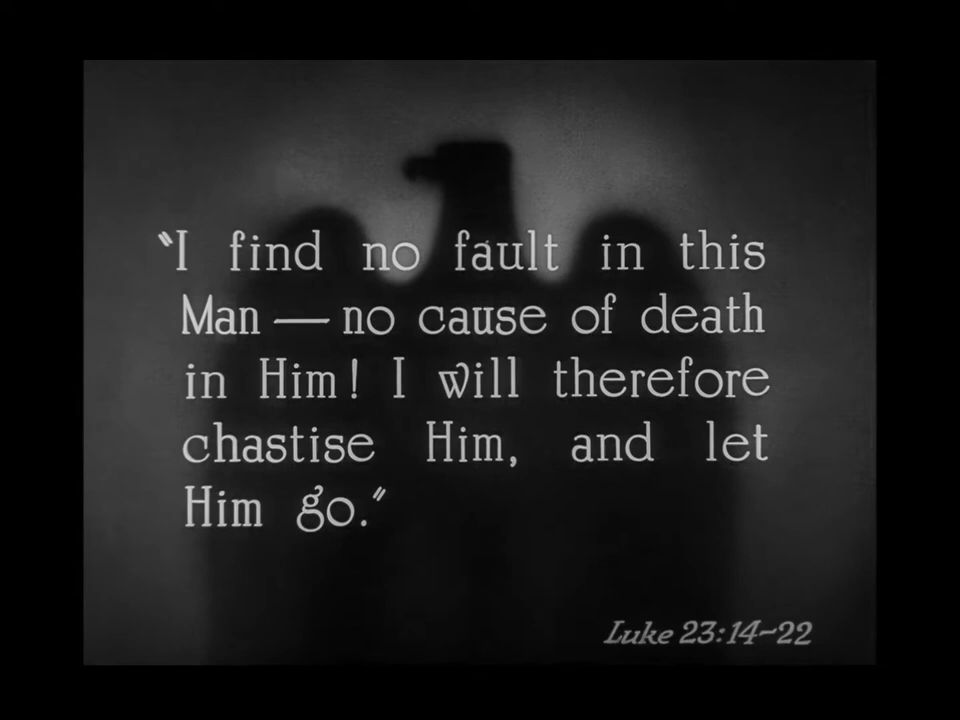 "I find no fault in this
Man — no cause of death
in Him! I will therefore
chastise Him, and let
Him go."
Luke 23:14-22